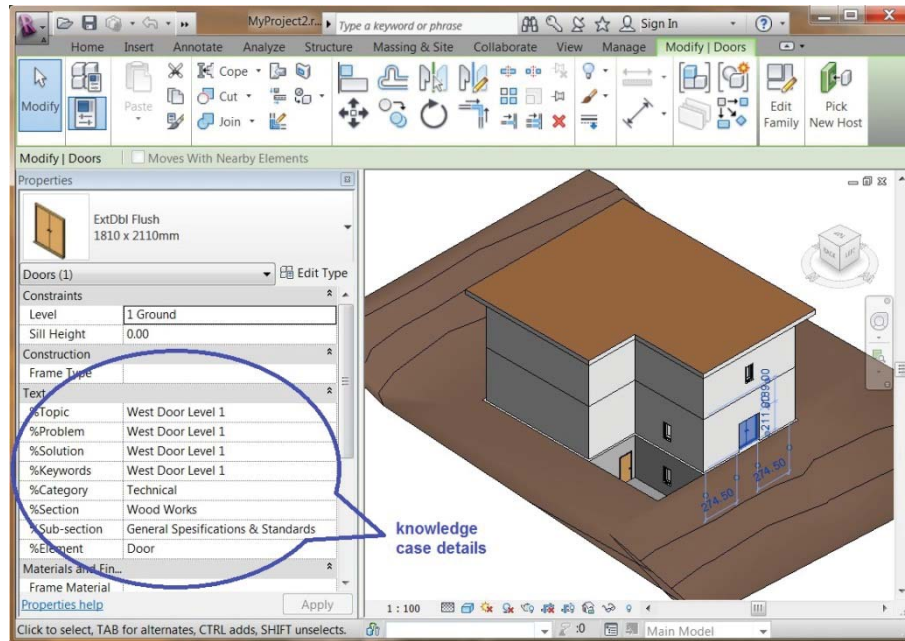 MyProject2.r...
Type a keyword or phrase
Sign In
Home Insert Annotate Analyze Structure Massing & Site Collaborate View Manage Modify | Doors
Modify
Paste
Cope
Cut
Join
Edit Family
Pick New Host
Modify | Doors
Moves With Nearby Elements
Properties
ExtDbl Flush
1810 x 2110mm
Doors (1) Edit Type
Constraints
Level 1 Ground
Sill Height 0.00
Construction
Frame Type
Text
%Topic West Door Level 1
%Problem West Door Level 1
%Solution West Door Level 1
%Keywords West Door Level 1
%Category Technical
%Section Wood Works
%Sub-section General Spesifications & Standards
%Element Door
Materials and Fin...
Frame Material
Properties help Apply
274.50
274.50
knowledge
case details
1 : 100
Click to select, TAB for alternates, CTRL adds, SHIFT unselects.
:0
Main Model